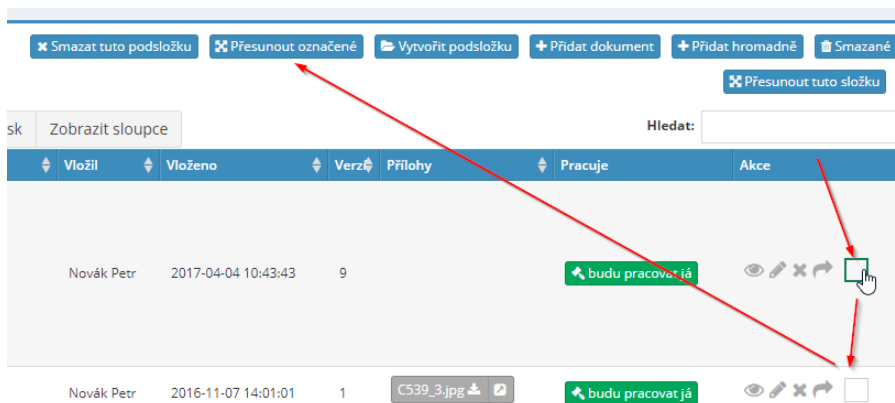 Smazat tuto podsložku Přesunout označené Vytvořit podsložku Přidat dokument Přidat hromadně Smazané
Přesunout tuto složku
sk Zobrazit sloupce Hledat:
Vložil Vloženo Verze Přílohy Pracuje Akce
Novák Petr 2017-04-04 10:43:43 9 budu pracovat já
Novák Petr 2016-11-07 14:01:01 1 C539_3.jpg budu pracovat já